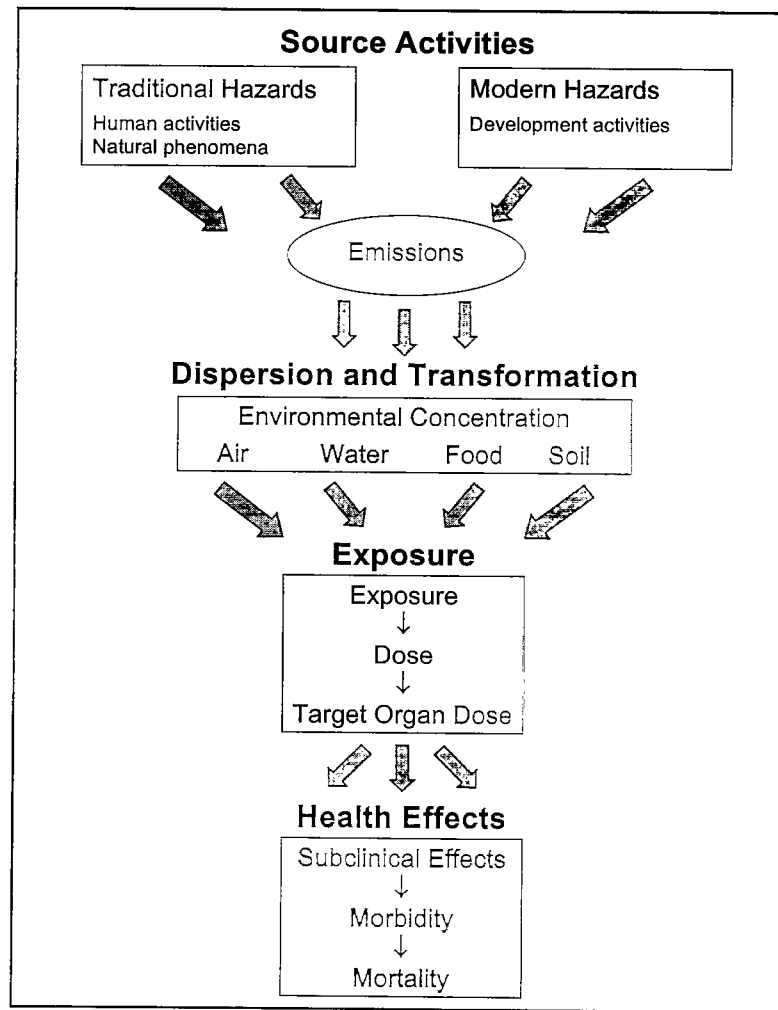 Source Activities
Traditional Hazards
Human activities
Natural phenomena
Modern Hazards
Development activities
Emissions
Dispersion and Transformation
Environmental Concentration
Air Water Food Soil
Exposure
Exposure
↓
Dose
↓
Target Organ Dose
Health Effects
Subclinical Effects
↓
Morbidity
↓
Mortality